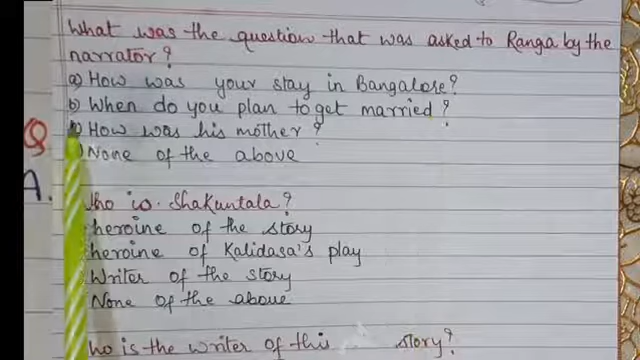 What was the question that was asked to Ranga by the
narrator?
a) How was your stay in Bangalore?
b) When do you plan to get married?
c) How was his mother?
) None of the above
Q
A.
ho is Shakuntala?
heroine of the story
heroine of Kalidasa's play
Writer of the story
None of the above
ho is the writer of this story?